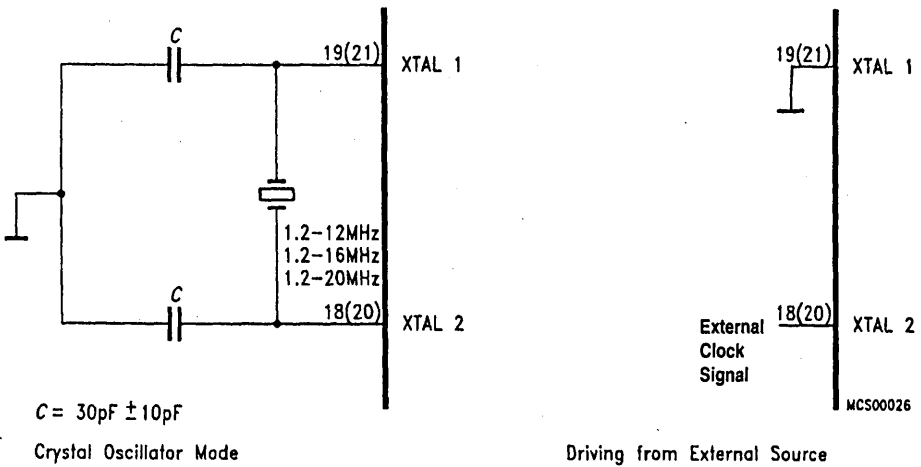 C
19(21)
XTAL 1
1.2-12MHz
1.2-16MHz
1.2-20MHz
C
18(20)
XTAL 2
C = 30pF ±10pF
Crystal Oscillator Mode
19(21)
XTAL 1
18(20)
XTAL 2
External
Clock
Signal
MCS00026
Driving from External Source